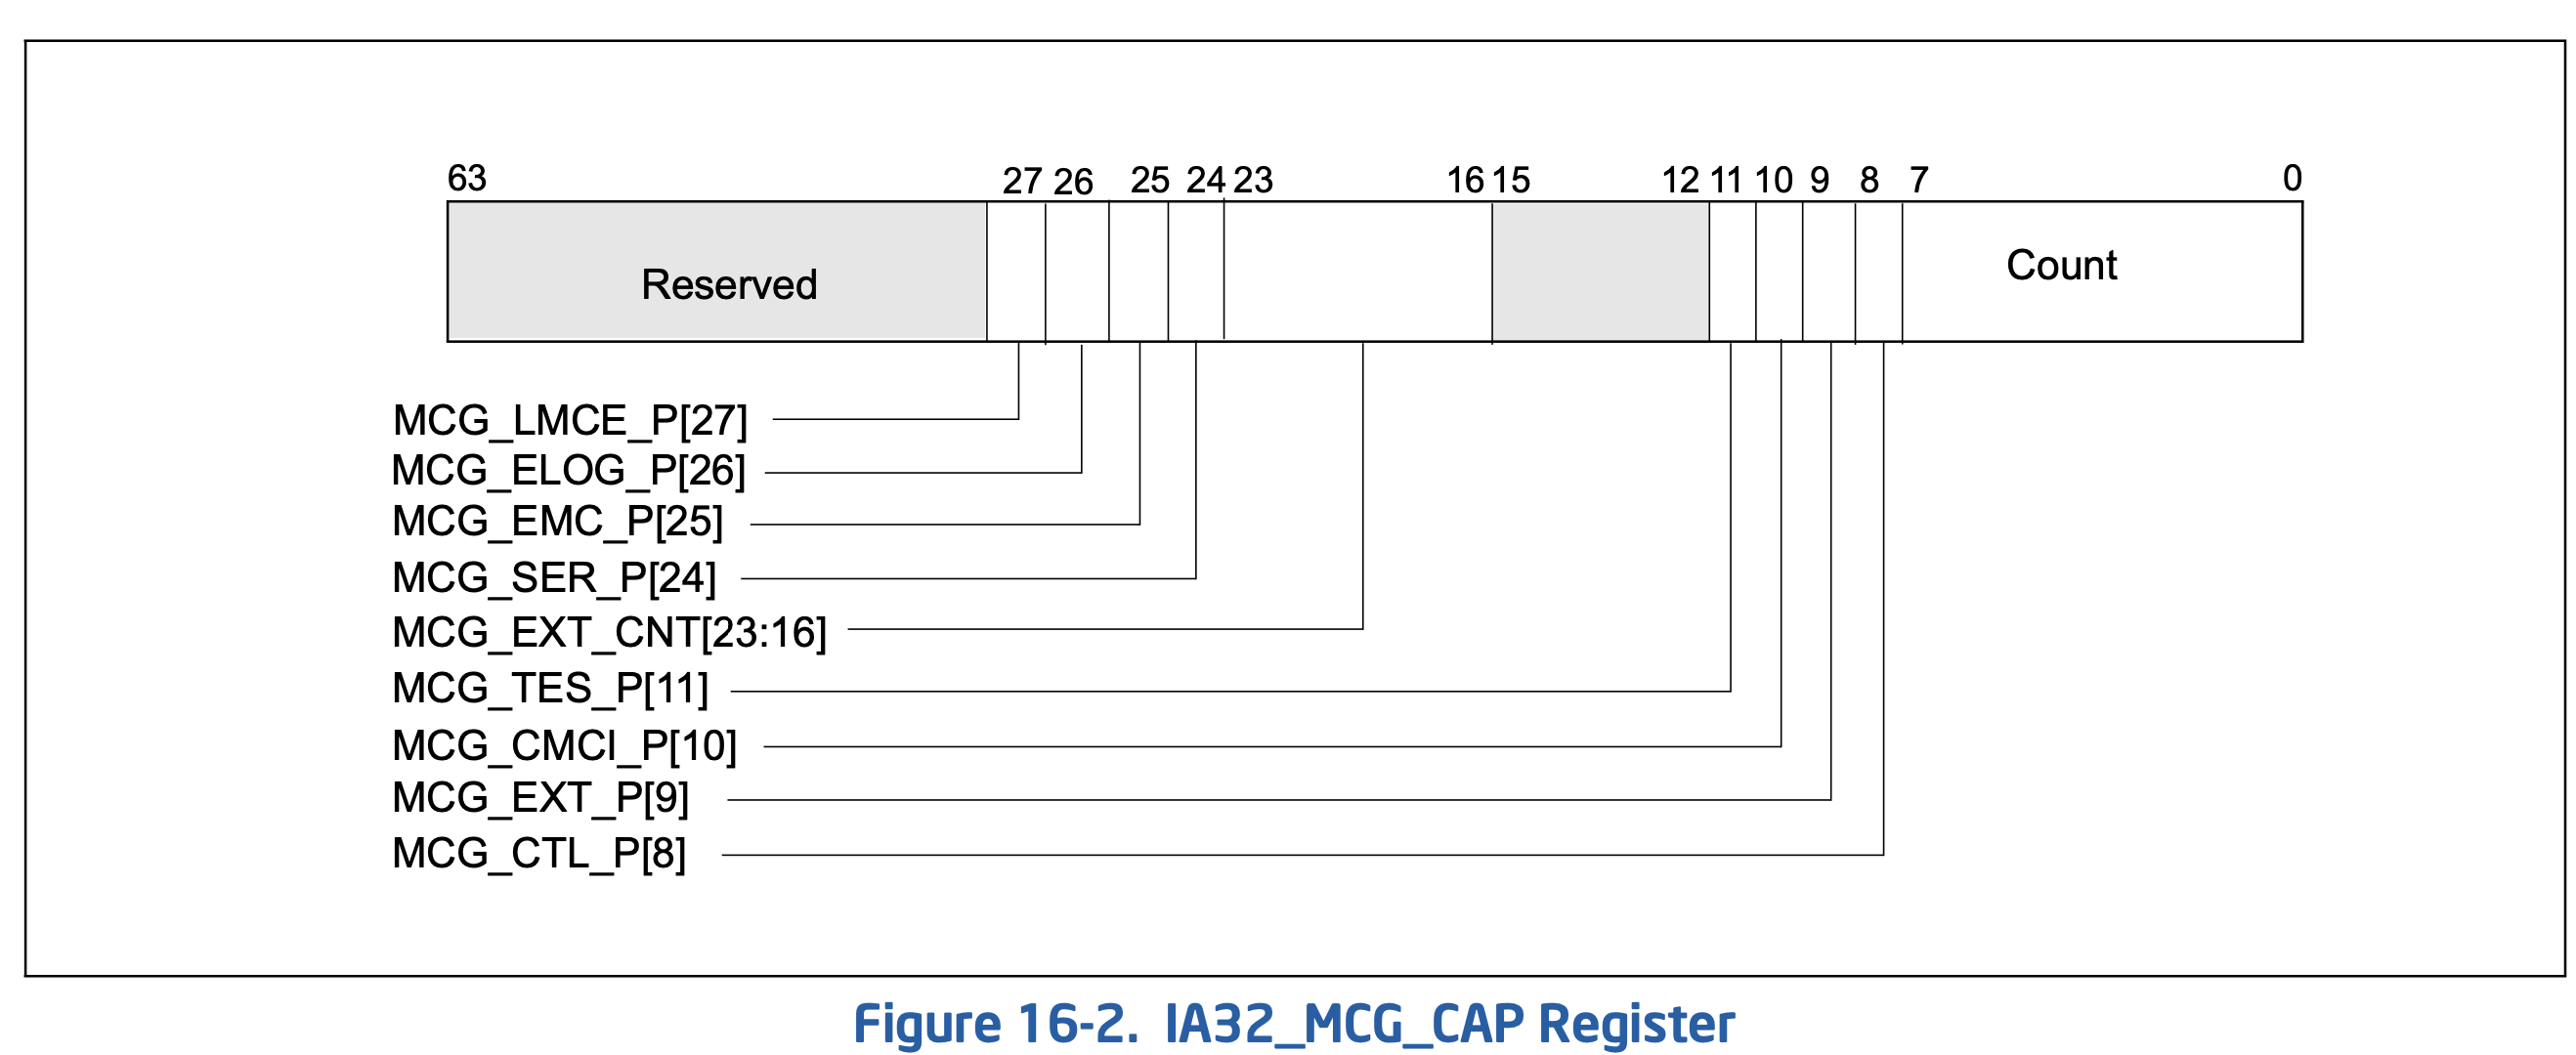 63 27 26 25 24 23 16 15 12 11 10 9 8 7 0
Reserved Count
MCG_LMCE_P[27]
MCG_ELOG_P[26]
MCG_EMC_P[25]
MCG_SER_P[24]
MCG_EXT_CNT[23:16]
MCG_TES_P[11]
MCG_CMCI_P[10]
MCG_EXT_P[9]
MCG_CTL_P[8]
Figure 16-2. IA32_MCG_CAP Register